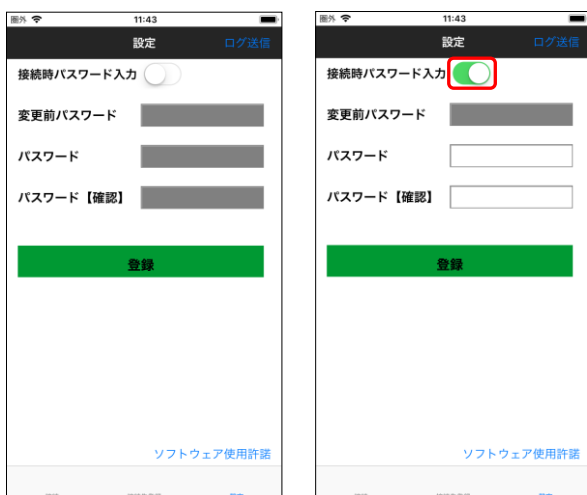 圏外 11:43
設定 ログ送信
接続時パスワード入力
変更前パスワード
パスワード
パスワード【確認】
登録
ソフトウェア使用許諾
圏外 11:43
設定 ログ送信
接続時パスワード入力
変更前パスワード
パスワード
パスワード【確認】
登録
ソフトウェア使用許諾